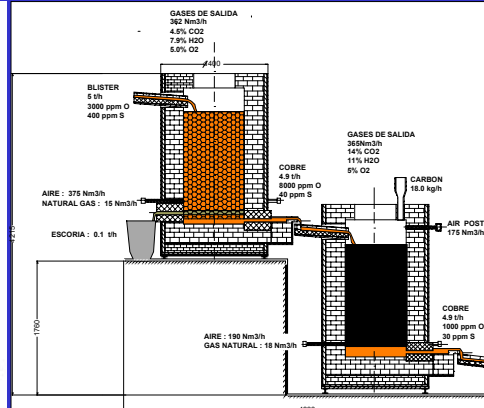 GASES DE SALIDA
362 Nm3/h
4.5% CO2
7.9% H2O
5.0% O2
1400
BLISTER
5 t/h
3000 ppm O
400 ppm S
GASES DE SALIDA
365Nm3/h
14% CO2
11% H2O
5% O2
COBRE
4.9 t/h
8000 ppm O
40 ppm S
CARBON
18.0 kg/h
AIRE : 375 Nm3/h
NATURAL GAS : 15 Nm3/h
AIR POST
175 Nm3/h
ESCORIA : 0.1 t/h
1760
COBRE
4.9 t/h
1000 ppm O
30 ppm S
AIRE : 190 Nm3/h
GAS NATURAL : 18 Nm3/h